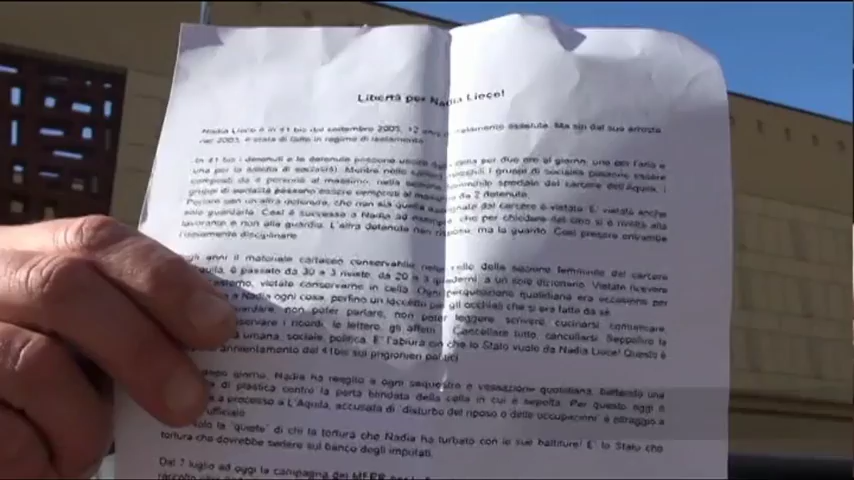 Libertà per Nadia Lioce!
Nadia Lioce è in 41 bis dal settembre 2005, 12 anni isolamento assoluto. Ma sin dal suo arresto
nel 2003, è stata di fatto in regime di isolamento.
In 41 bis i detenuti e le detenute possono uscire dalla cella per due ore al giorno, una per l'aria e
una per la saletta di socialità). Mentre nelle i gruppi di socialità possono essere
composti da 4 persone al massimo, nella sezione femminile speciale del carcere dell'Aquila, i
gruppi di socialità possono essere composti al massimo da 2 detenute.
Parlare con un'altra detenuta, che non sia quella assegnata dal carcere è vietato. E' vietato anche
solo guardarla. Così è successo a Nadia ad esempio, che per chiedere del cibo si è rivolta alla
lavorante e non alla guardia. L'altra detenuta non rispose, ma la guardò. Così presero entrambe
l'isolamento disciplinare.
anni il materiale cartaceo conservabile nelle celle della sezione femminile del carcere
è passato da 30 a 3 riviste, da 20 a 3 quaderni, a un solo dizionario. Vietato ricevere
vietato conservarne in cella. Ogni perquisizione quotidiana era occasione per
a Nadia ogni cosa, perfino un laccetto per gli occhiali che si era fatta da sé.
guardare, non poter parlare, non poter leggere, scrivere, cucinarsi, comunicare,
conservare i ricordi, le lettere, gli affetti. Cancellare tutto, cancellarsi. Seppellire la
umana, sociale, politica. E' l'abiura ciò che lo Stato vuole da Nadia Lioce! Questo è
annientamento del 41bis sui prigionieri politici.
dopo giorno, Nadia ha reagito a ogni sequestro e vessazione quotidiana, battendo una
di plastica contro la porta blindata della cella in cui è sepolta. Per questo oggi è
a processo a L'Aquila, accusata di "disturbo del riposo o delle occupazioni" e oltraggio a
ufficiale.
solo la "quiete" di chi la tortura che Nadia ha turbato con le sue battiture! E' lo Stato che
tortura che dovrebbe sedere sul banco degli imputati.
Dal 7 luglio ad oggi la campagna del MFPR
raccolto